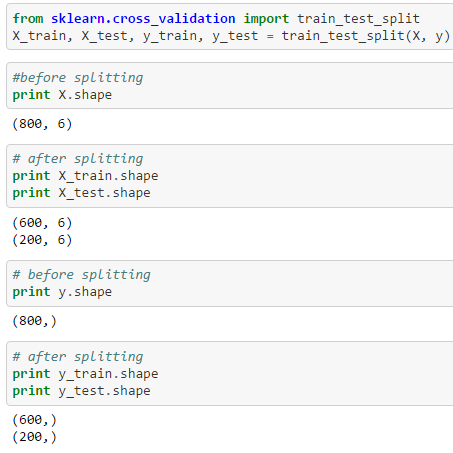 from sklearn.cross_validation import train_test_split
X_train, X_test, y_train, y_test = train_test_split(X, y)
#before splitting
print X.shape
(800, 6)
# after splitting
print X_train.shape
print X_test.shape
(600, 6)
(200, 6)
# before splitting
print y.shape
(800,)
# after splitting
print y_train.shape
print y_test.shape
(600,)
(200,)